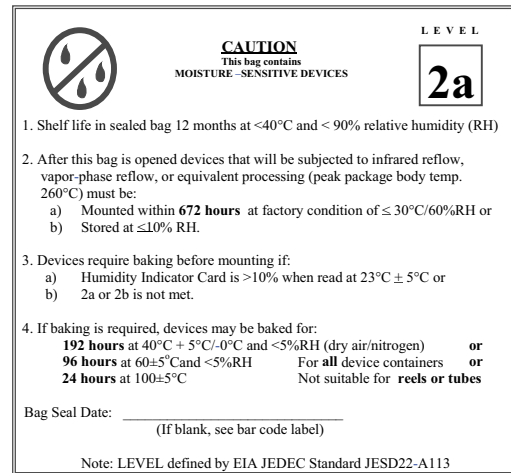 LEVEL
CAUTION
This bag contains
MOISTURE –SENSITIVE DEVICES
2a
1. Shelf life in sealed bag 12 months at <40°C and < 90% relative humidity (RH)
2. After this bag is opened devices that will be subjected to infrared reflow,
vapor-phase reflow, or equivalent processing (peak package body temp.
260°C) must be:
a) Mounted within 672 hours at factory condition of ≤ 30°C/60%RH or
b) Stored at ≤10% RH.
3. Devices require baking before mounting if:
a) Humidity Indicator Card is >10% when read at 23°C ± 5°C or
b) 2a or 2b is not met.
4. If baking is required, devices may be baked for:
192 hours at 40°C + 5°C/-0°C and <5%RH (dry air/nitrogen) or
96 hours at 60±5°Cand <5%RH For all device containers or
24 hours at 100±5°C Not suitable for reels or tubes
Bag Seal Date: ______________________________
(If blank, see bar code label)
Note: LEVEL defined by EIA JEDEC Standard JESD22-A113